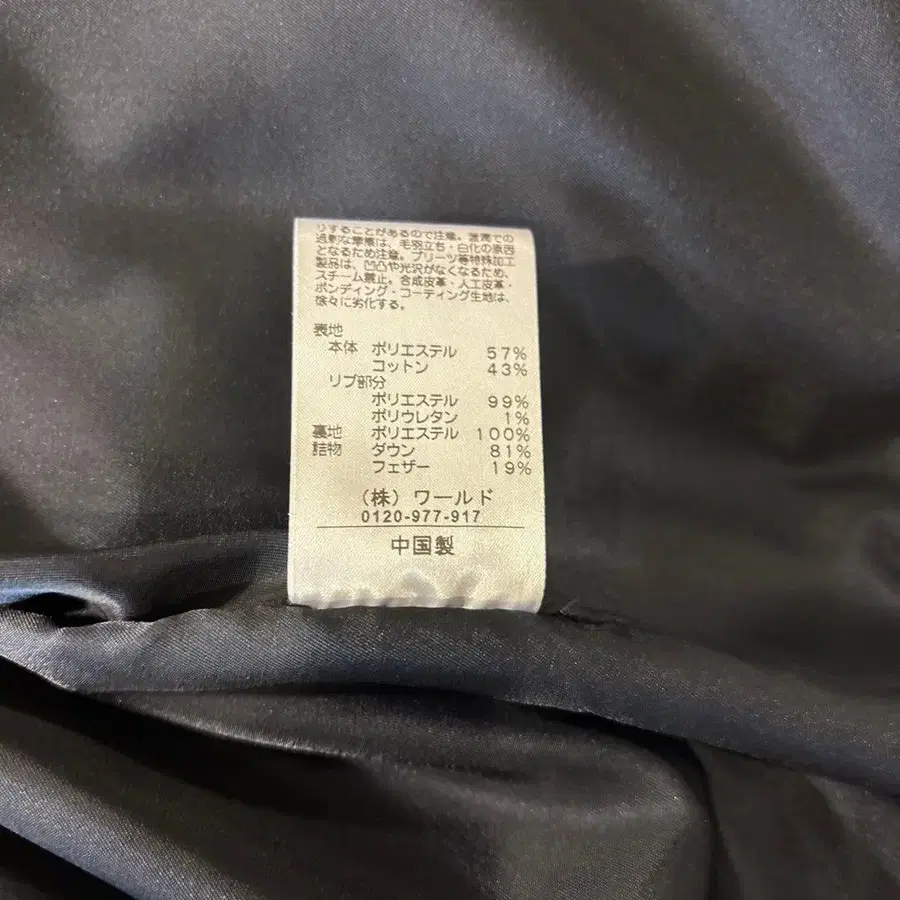 りすることがあるので注意。湿潤での
過剰な摩擦は、毛羽立ち・白化の原因
となるため注意。プリーツ等特殊加工
製品は、凹凸や光沢がなくなるため、
スチーム禁止。合成皮革・人工皮革・
ボンディング・コーティング生地は、
徐々に劣化する。
表地
本体 ポリエステル 57%
コットン 43%
リブ部分
ポリエステル 99%
ポリウレタン 1%
裏地 ポリエステル 100%
詰物 ダウン 81%
フェザー 19%
(株) ワールド
0120-977-917
中国製